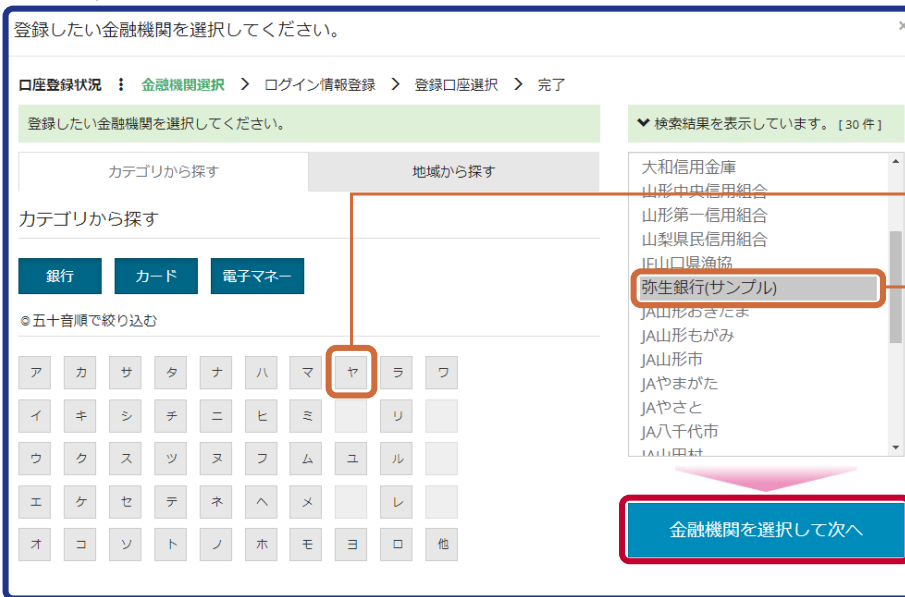 登録したい金融機関を選択してください。 ×
口座登録状況 : 金融機関選択 > ログイン情報登録 > 登録口座選択 > 完了
登録したい金融機関を選択してください。
カテゴリから探す 地域から探す
カテゴリから探す
銀行 カード 電子マネー
◎五十音順で絞り込む
ア カ サ タ ナ ハ マ ヤ ラ ワ
イ キ シ チ ニ ヒ ミ リ
ウ ク ス ツ ヌ フ ム ユ ル
エ ケ セ テ ネ ヘ メ レ
オ コ ソ ト ノ ホ モ ヨ ロ 他
検索結果を表示しています。 [30 件]
大和信用金庫
山形中央信用組合
山形第一信用組合
山梨県民信用組合
JF山口県漁協
弥生銀行(サンプル)
JA山形おきたま
JA山形もがみ
JA山形市
JAやまがた
JAやさと
JA八千代市
JA山田村
金融機関を選択して次へ